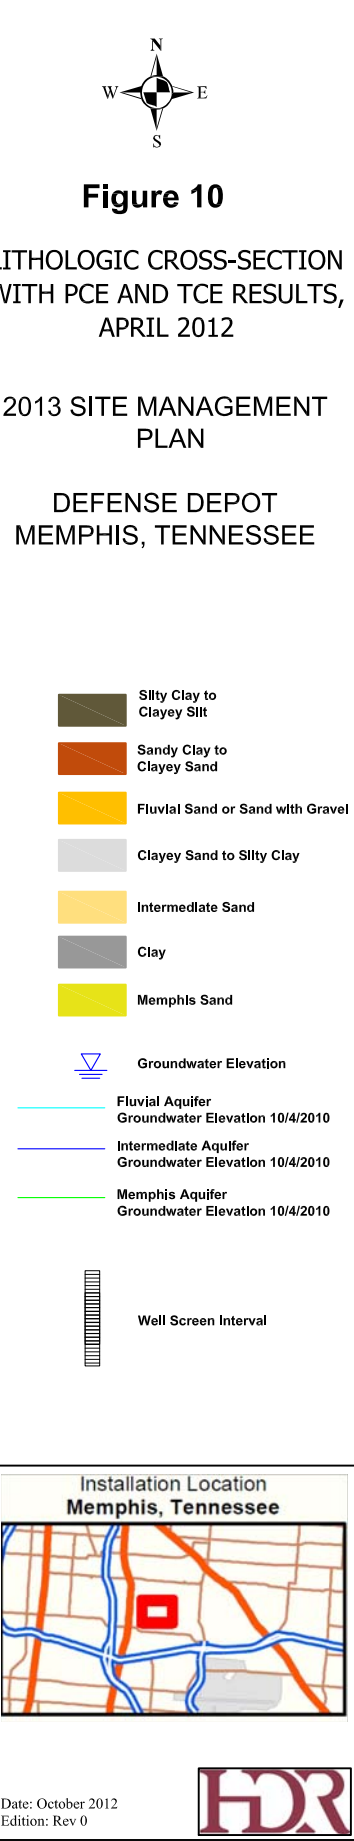 N
W E
S
Figure 10
LITHOLOGIC CROSS-SECTION
WITH PCE AND TCE RESULTS,
APRIL 2012
2013 SITE MANAGEMENT
PLAN
DEFENSE DEPOT
MEMPHIS, TENNESSEE
Silty Clay to
Clayey Silt
Sandy Clay to
Clayey Sand
Fluvial Sand or Sand with Gravel
Clayey Sand to Silty Clay
Intermediate Sand
Clay
Memphis Sand
Groundwater Elevation
Fluvial Aquifer
Groundwater Elevation 10/4/2010
Intermediate Aquifer
Groundwater Elevation 10/4/2010
Memphis Aquifer
Groundwater Elevation 10/4/2010
Well Screen Interval
Installation Location
Memphis, Tennessee
Date: October 2012
Edition: Rev 0
HDR